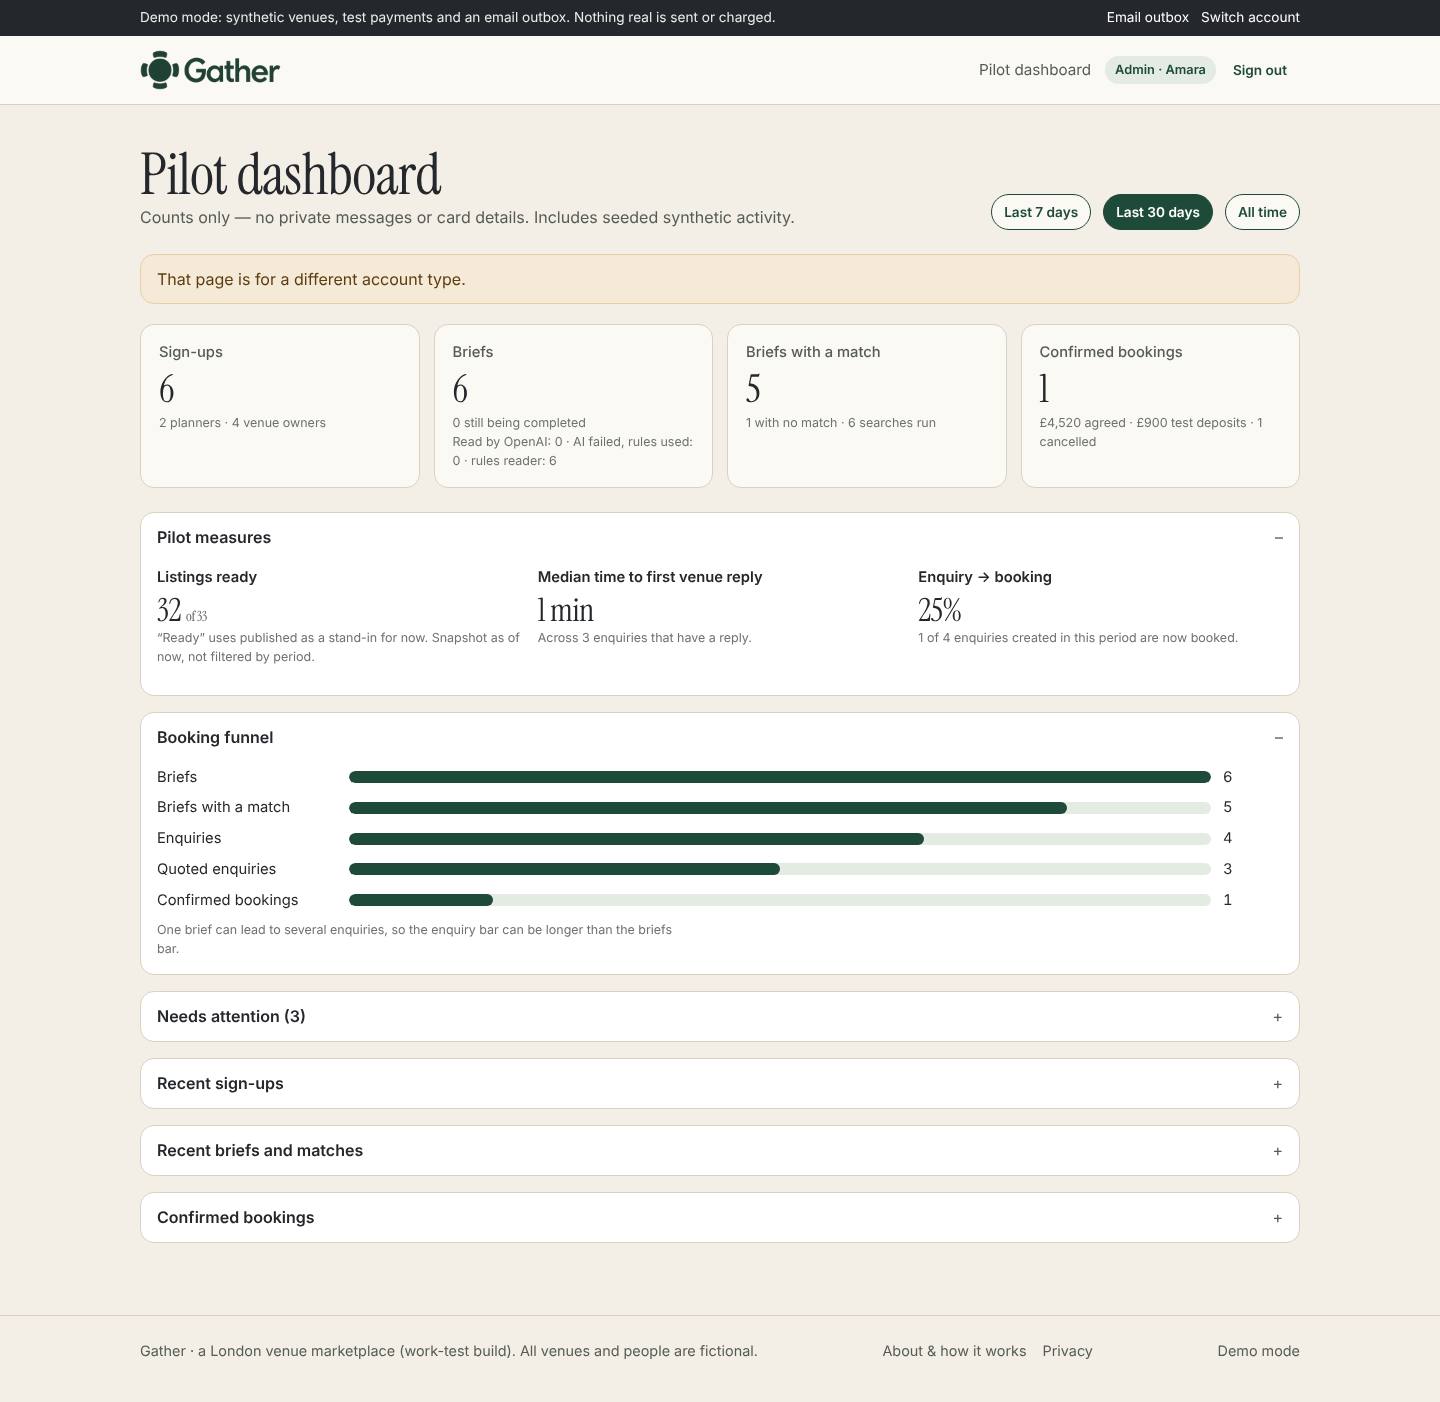 Demo mode: synthetic venues, test payments and an email outbox. Nothing real is sent or charged.
Email outbox
Switch account
Gather
Pilot dashboard
Admin · Amara
Sign out
Pilot dashboard
Counts only — no private messages or card details. Includes seeded synthetic activity.
Last 7 days
Last 30 days
All time
That page is for a different account type.
Sign-ups
6
2 planners · 4 venue owners
Briefs
6
0 still being completed
Read by OpenAI: 0 · AI failed, rules used:
0 · rules reader: 6
Briefs with a match
5
1 with no match · 6 searches run
Confirmed bookings
1
£4,520 agreed · £900 test deposits · 1
cancelled
Pilot measures
–
Listings ready
32 of 33
“Ready” uses published as a stand-in for now. Snapshot as of
now, not filtered by period.
Median time to first venue reply
1 min
Across 3 enquiries that have a reply.
Enquiry → booking
25%
1 of 4 enquiries created in this period are now booked.
Booking funnel
–
Briefs 6
Briefs with a match 5
Enquiries 4
Quoted enquiries 3
Confirmed bookings 1
One brief can lead to several enquiries, so the enquiry bar can be longer than the briefs
bar.
Needs attention (3)
+
Recent sign-ups
+
Recent briefs and matches
+
Confirmed bookings
+
Gather · a London venue marketplace (work-test build). All venues and people are fictional.
About & how it works
Privacy
Demo mode